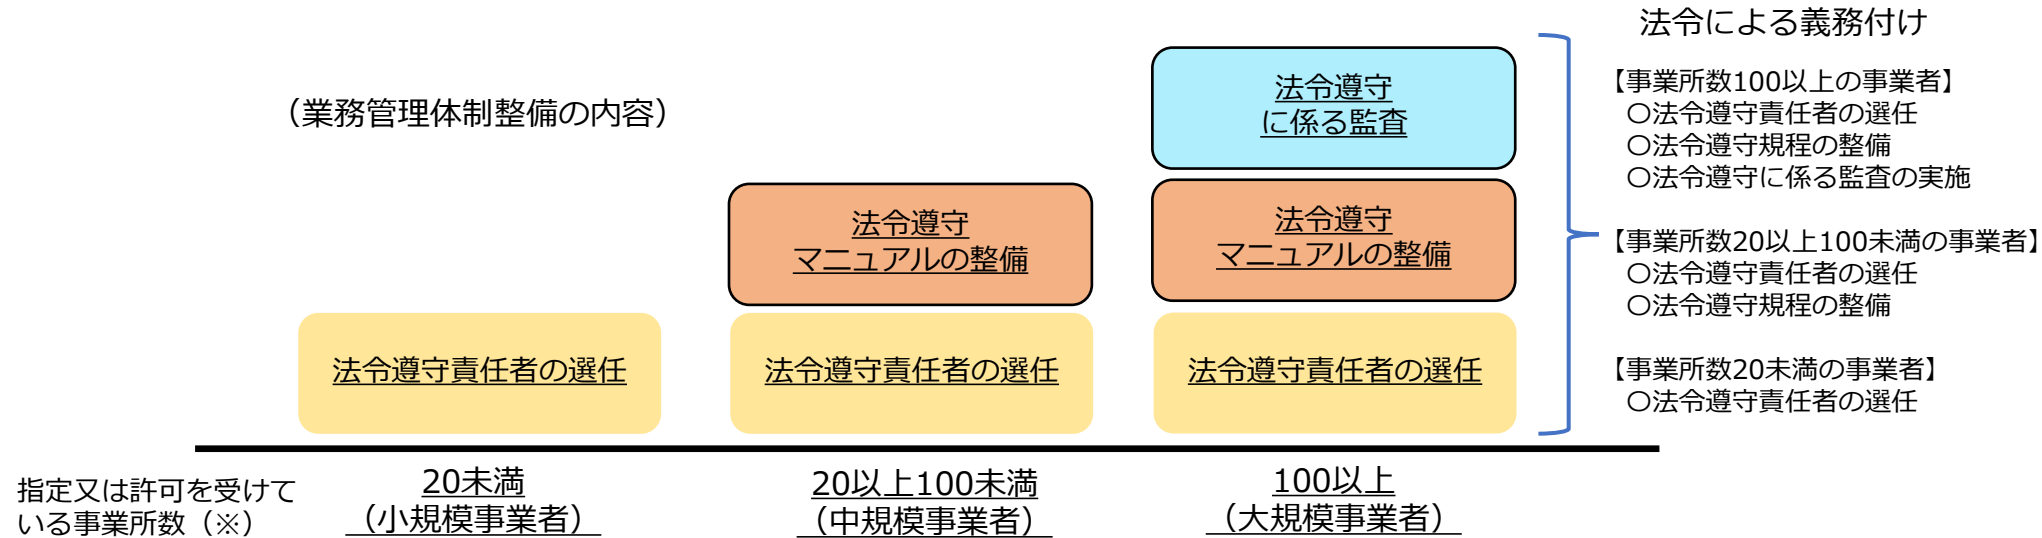 法令による義務付け
（業務管理体制整備の内容）
法令遵守
に係る監査
法令遵守
マニュアルの整備
法令遵守
マニュアルの整備
法令遵守責任者の選任
法令遵守責任者の選任
法令遵守責任者の選任
【事業所数100以上の事業者】
〇法令遵守責任者の選任
〇法令遵守規程の整備
〇法令遵守に係る監査の実施
【事業所数20以上100未満の事業者】
〇法令遵守責任者の選任
〇法令遵守規程の整備
【事業所数20未満の事業者】
〇法令遵守責任者の選任
指定又は許可を受けて
いる事業所数（※）
20未満
（小規模事業者）
20以上100未満
（中規模事業者）
100以上
（大規模事業者）